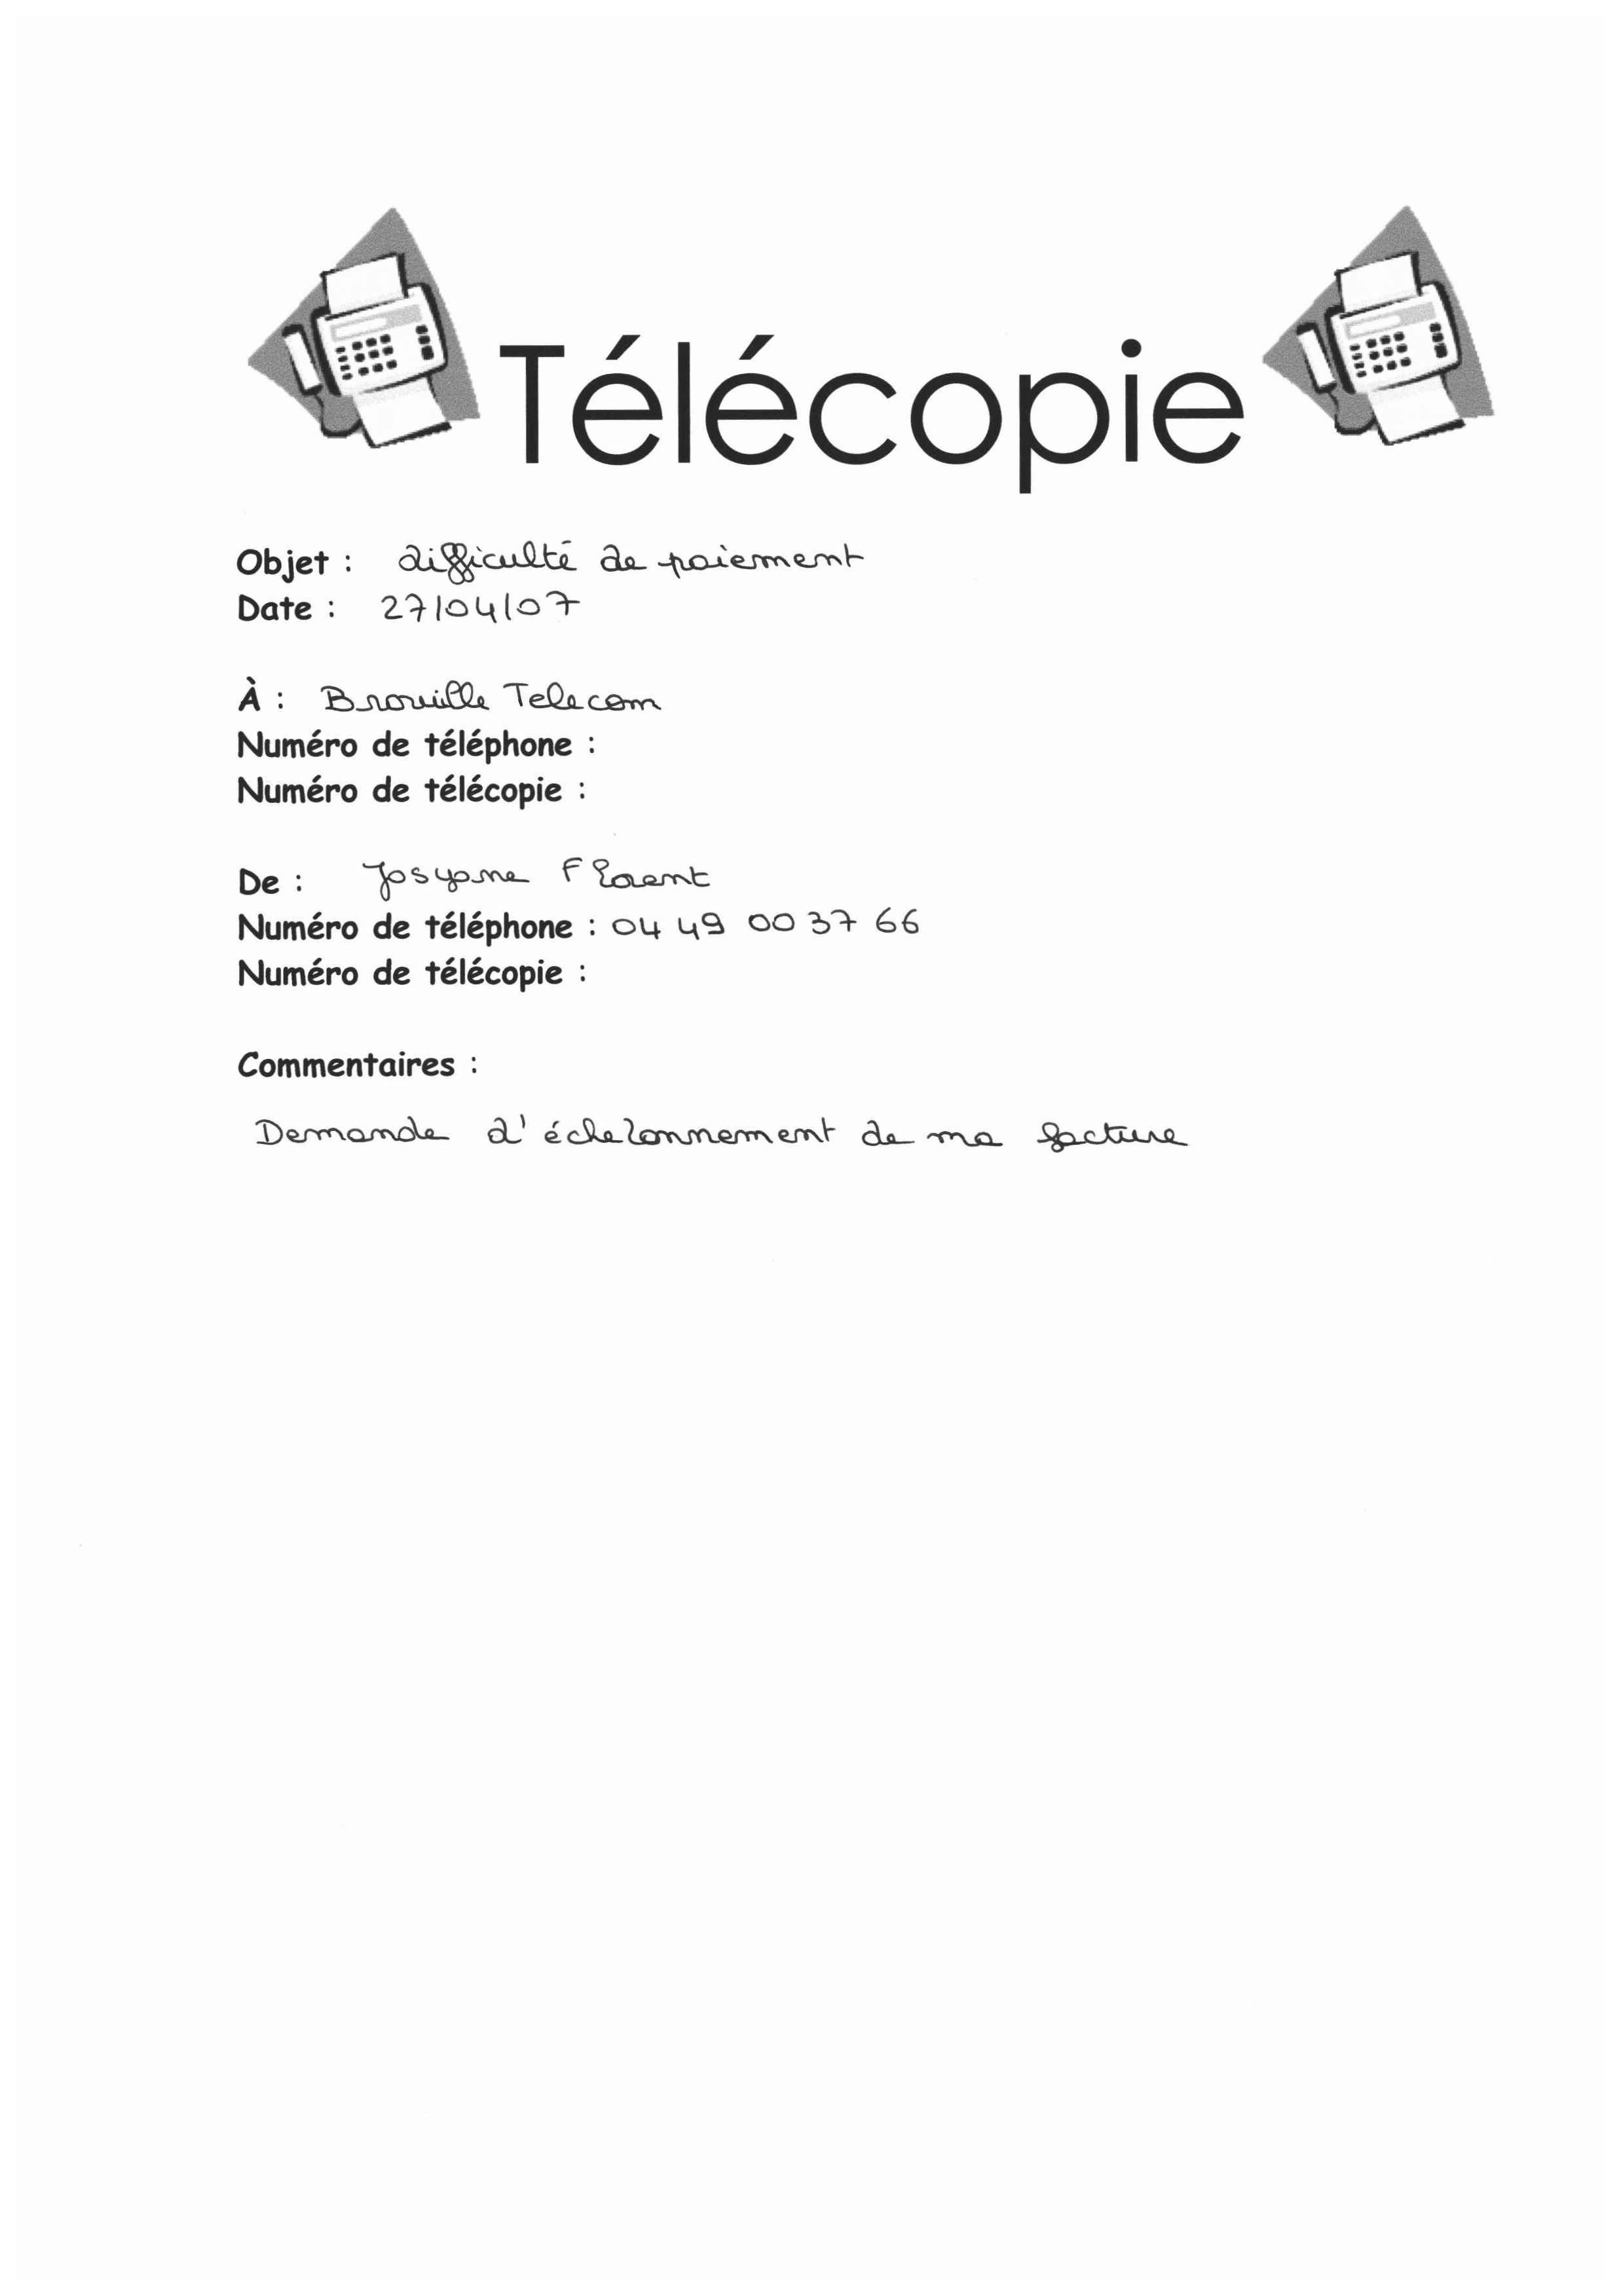 Télécopie
Objet : difficulté de paiement
Date : 27/04/07
À : Brouille Telecom
Numéro de téléphone :
Numéro de télécopie :
De : Josyane Florent
Numéro de téléphone : 04 49 00 37 66
Numéro de télécopie :
Commentaires :
Demande d'échelonnement de ma facture